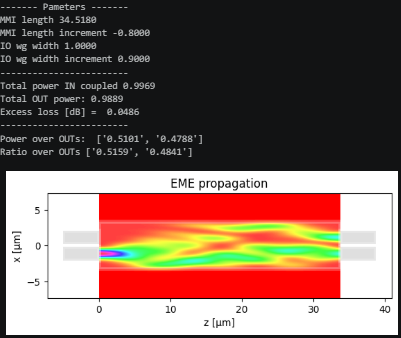 ------- Pameters -------
MMI length 34.5180
MMI length increment -0.8000
IO wg width 1.0000
IO wg width increment 0.9000
------------------------
Total power IN coupled 0.9969
Total OUT power: 0.9889
Excess loss [dB] =  0.0486
------------------------
Power over OUTs:  ['0.5101', '0.4788']
Ratio over OUTs ['0.5159', '0.4841']
EME propagation
x [µm]
5
0
−5
0
10
20
30
40
z [µm]